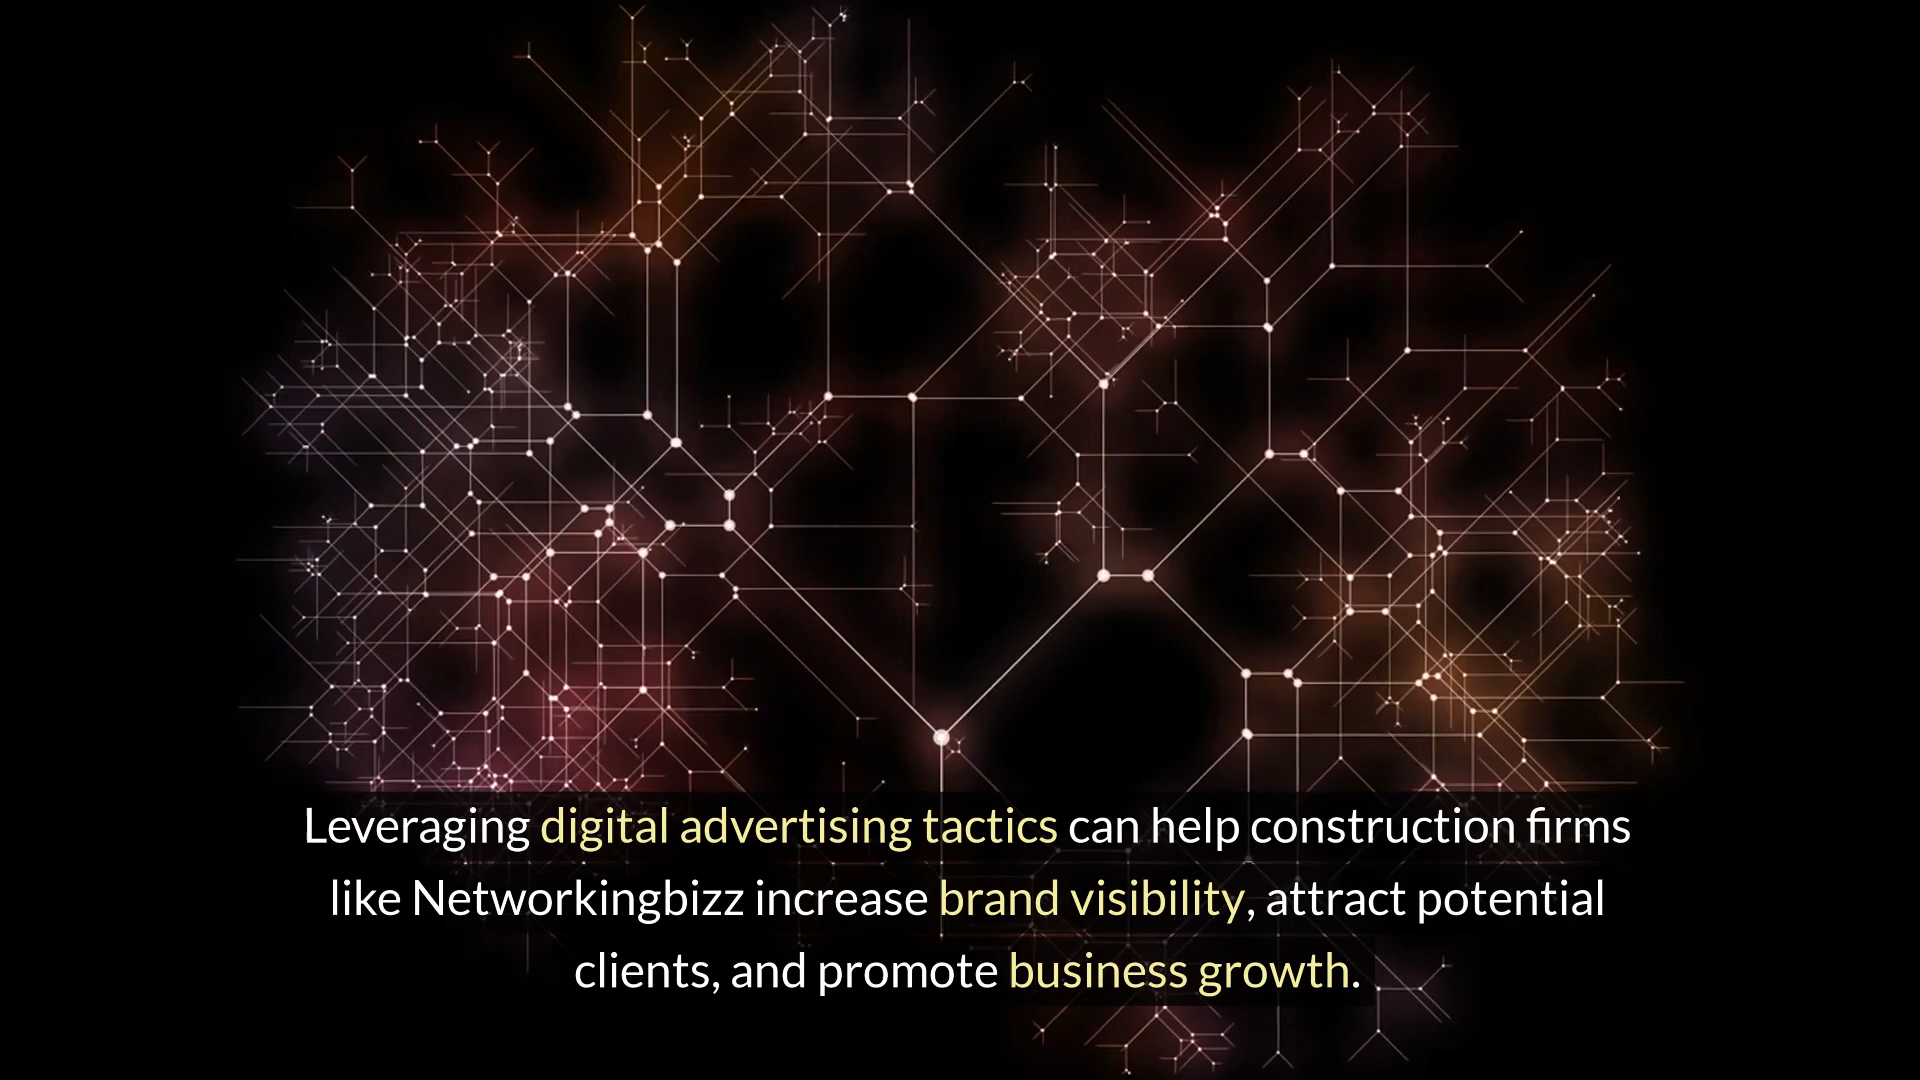 Leveraging digital advertising tactics can help construction firms
like Networkingbizz increase brand visibility, attract potential
clients, and promote business growth.